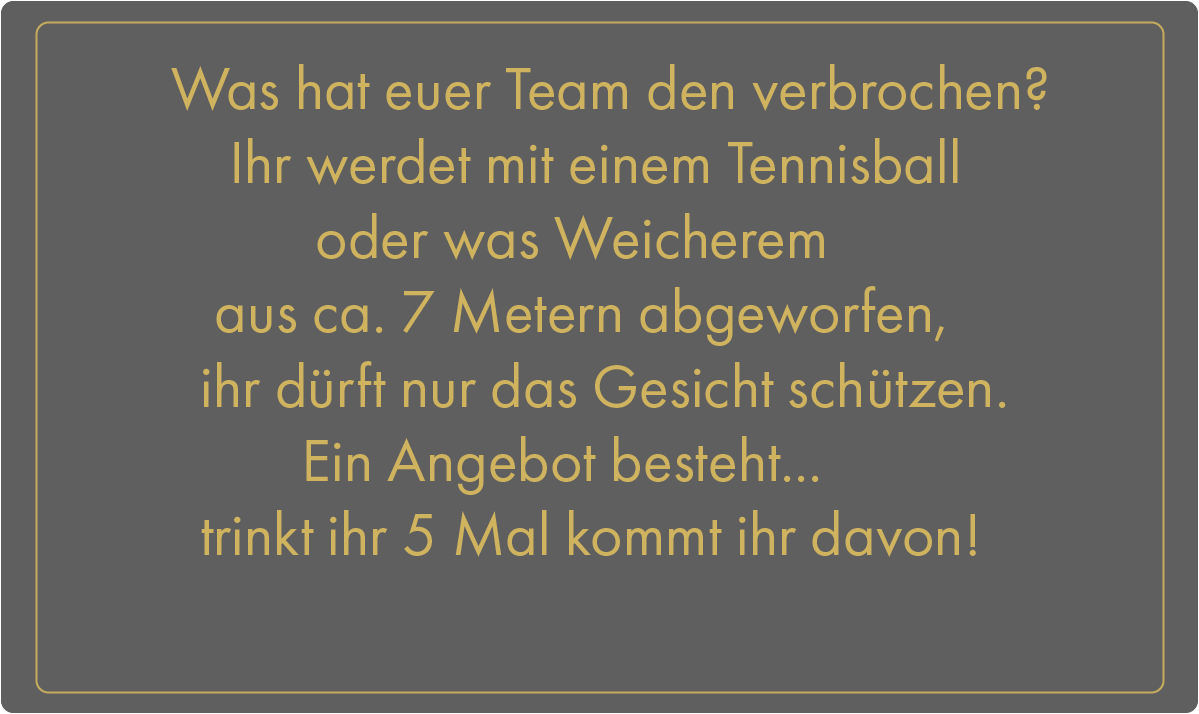 Was hat euer Team den verbrochen?
Ihr werdet mit einem Tennisball
oder was Weicherem
aus ca. 7 Metern abgeworfen,
ihr dürft nur das Gesicht schützen.
Ein Angebot besteht...
trinkt ihr 5 Mal kommt ihr davon!